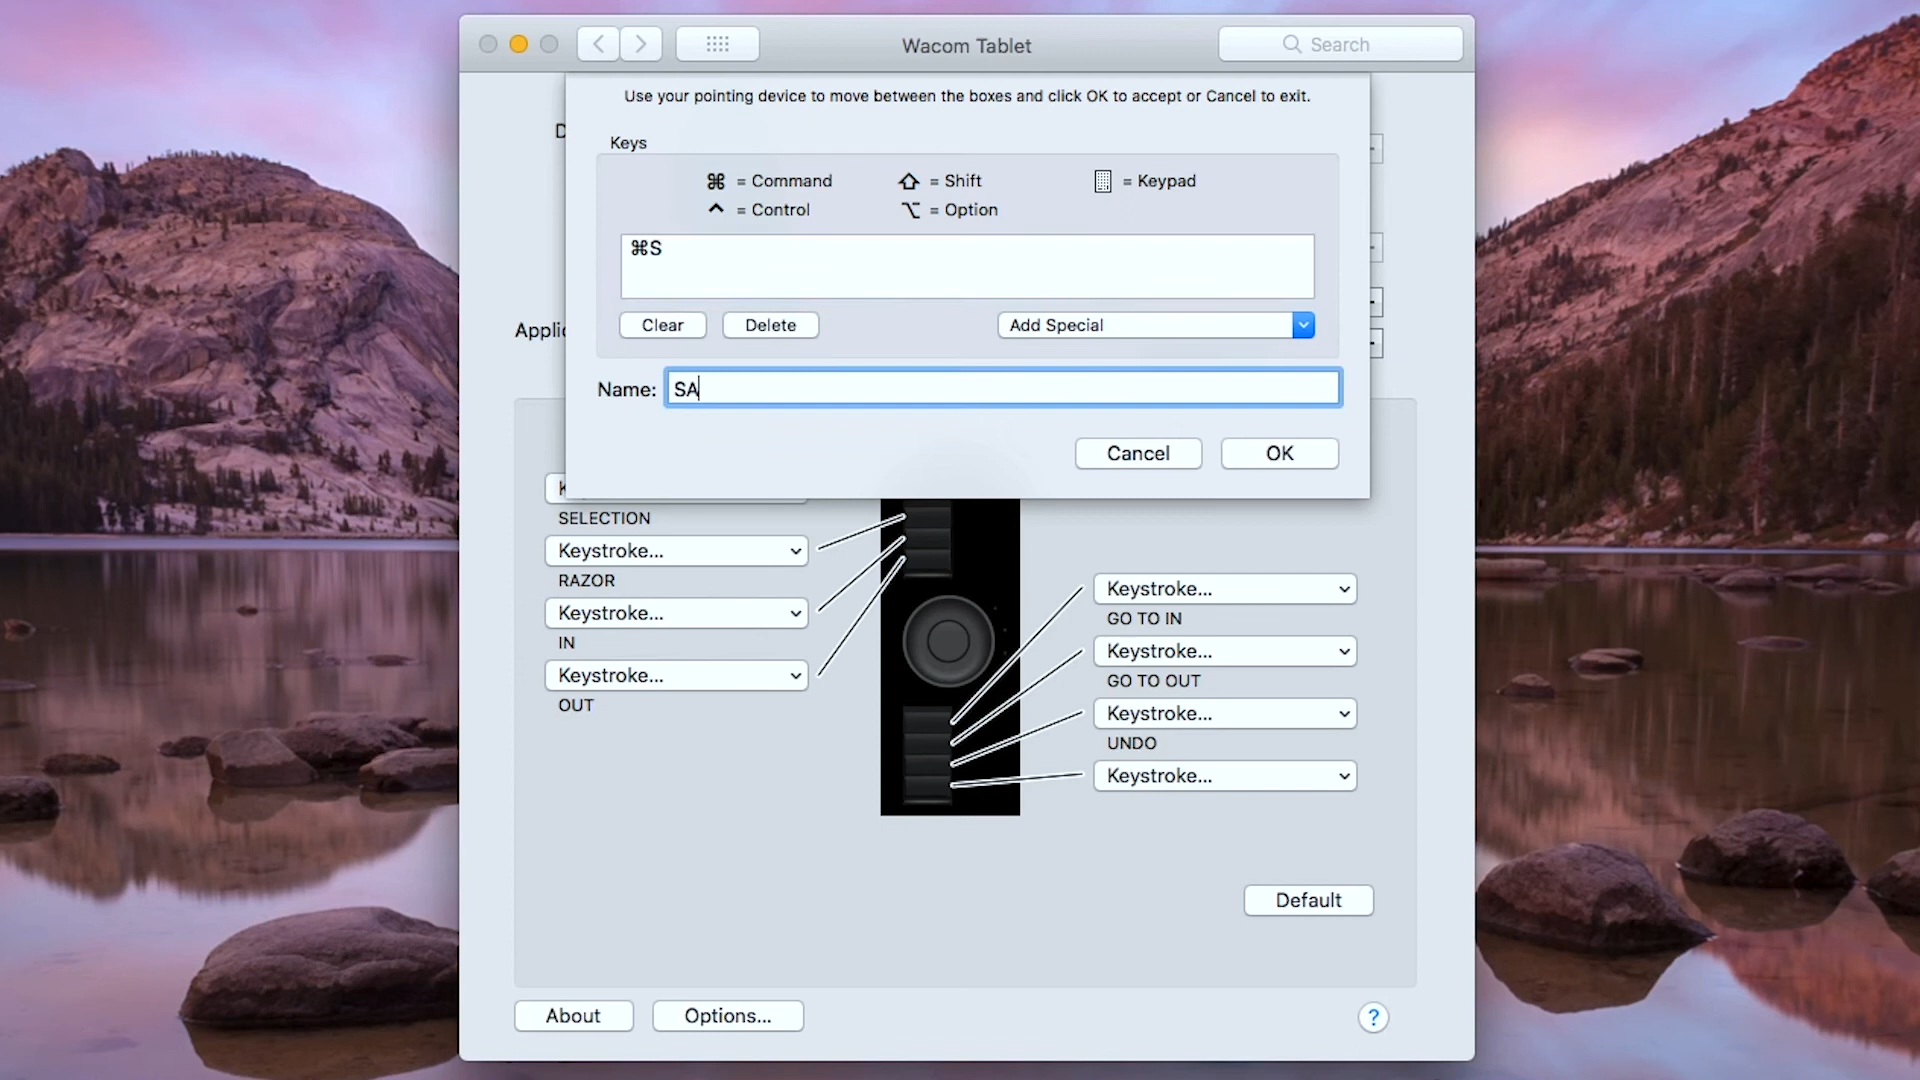 Wacom Tablet
Search
Use your pointing device to move between the boxes and click OK to accept or Cancel to exit.
D
Keys
⌘ = Command
⇧ = Shift
= Keypad
^ = Control
⌥ = Option
⌘S
Clear
Delete
Add Special
Applic
Name: SA
Cancel
OK
K
SELECTION
Keystroke...
RAZOR
Keystroke...
IN
Keystroke...
OUT
Keystroke...
GO TO IN
Keystroke...
GO TO OUT
Keystroke...
UNDO
Keystroke...
Default
About
Options...
?